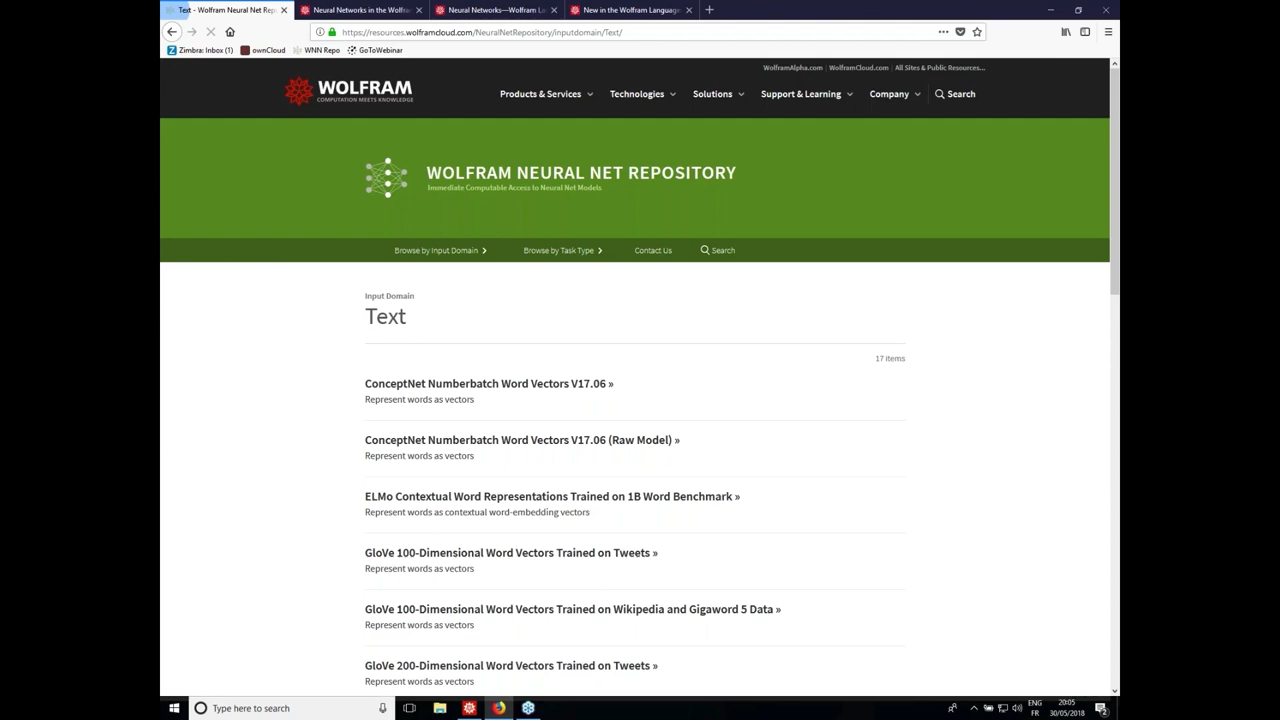 Text - Wolfram Neural Net Rep
Neural Networks in the Wolfram
Neural Networks—Wolfram La
New in the Wolfram Language
https://resources.wolframcloud.com/NeuralNetRepository/inputdomain/Text/
Zimbra: Inbox (1)
ownCloud
WNN Repo
GoToWebinar
WolframAlpha.com | WolframCloud.com | All Sites & Public Resources...
WOLFRAM
COMPUTATION MEETS KNOWLEDGE
Products & Services
Technologies
Solutions
Support & Learning
Company
Search
WOLFRAM NEURAL NET REPOSITORY
Immediate Computable Access to Neural Net Models
Browse by Input Domain
Browse by Task Type
Contact Us
Search
Input Domain
Text
17 items
ConceptNet Numberbatch Word Vectors V17.06 »
Represent words as vectors
ConceptNet Numberbatch Word Vectors V17.06 (Raw Model) »
Represent words as vectors
ELMo Contextual Word Representations Trained on 1B Word Benchmark »
Represent words as contextual word-embedding vectors
GloVe 100-Dimensional Word Vectors Trained on Tweets »
Represent words as vectors
GloVe 100-Dimensional Word Vectors Trained on Wikipedia and Gigaword 5 Data »
Represent words as vectors
GloVe 200-Dimensional Word Vectors Trained on Tweets »
Represent words as vectors
Type here to search
ENG
FR
20:05
30/05/2018
2